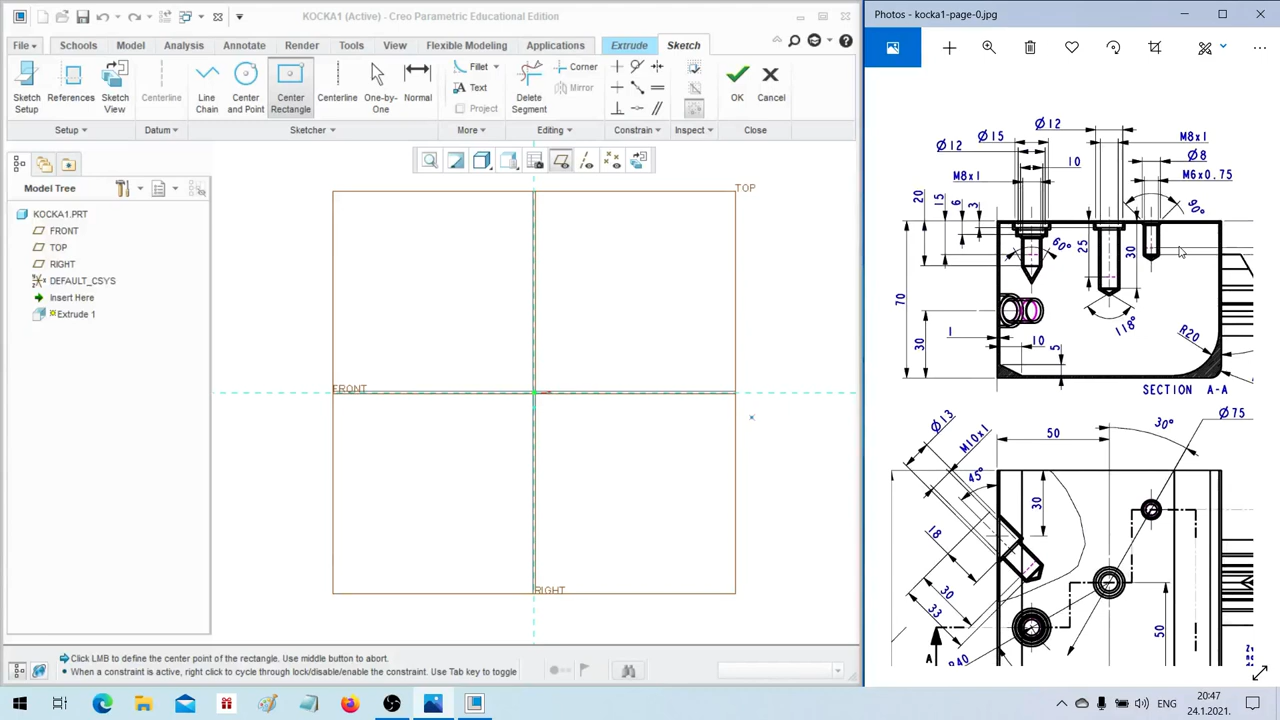 KOCKA1 (Active) - Creo Parametric Educational Edition
File
Schools
Model
Analysis
Annotate
Render
Tools
View
Flexible Modeling
Applications
Extrude
Sketch
Sketch Setup
References
Sketch View
Centerline
Line Chain
Center and Point
Center Rectangle
Centerline
One-by-One
Normal
Fillet
Text
Corner
Mirror
Project
Delete Segment
OK
Cancel
Setup
Datum
Sketcher
More
Editing
Constrain
Inspect
Close
Model Tree
KOCKA1.PRT
FRONT
TOP
RIGHT
DEFAULT_CSYS
Insert Here
Extrude 1
TOP
FRONT
RIGHT
Click LMB to define the center point of the rectangle. Use middle button to abort.
When a constraint is active, right click to cycle through lock/disable/enable the constraint. Use Tab key to toggle
Photos - kocka1-page-0.jpg
Ø12
Ø15
M8x1
Ø12
Ø8
10
M8x1
M6x0.75
20
15
6
3
90°
60°
25
30
70
118°
R20
1
10
5
30
SECTION A-A
Ø13
M10x1
50
30°
Ø75
45°
30
18
30
33
50
A
R40
ENG
20:47
24.1.2021.